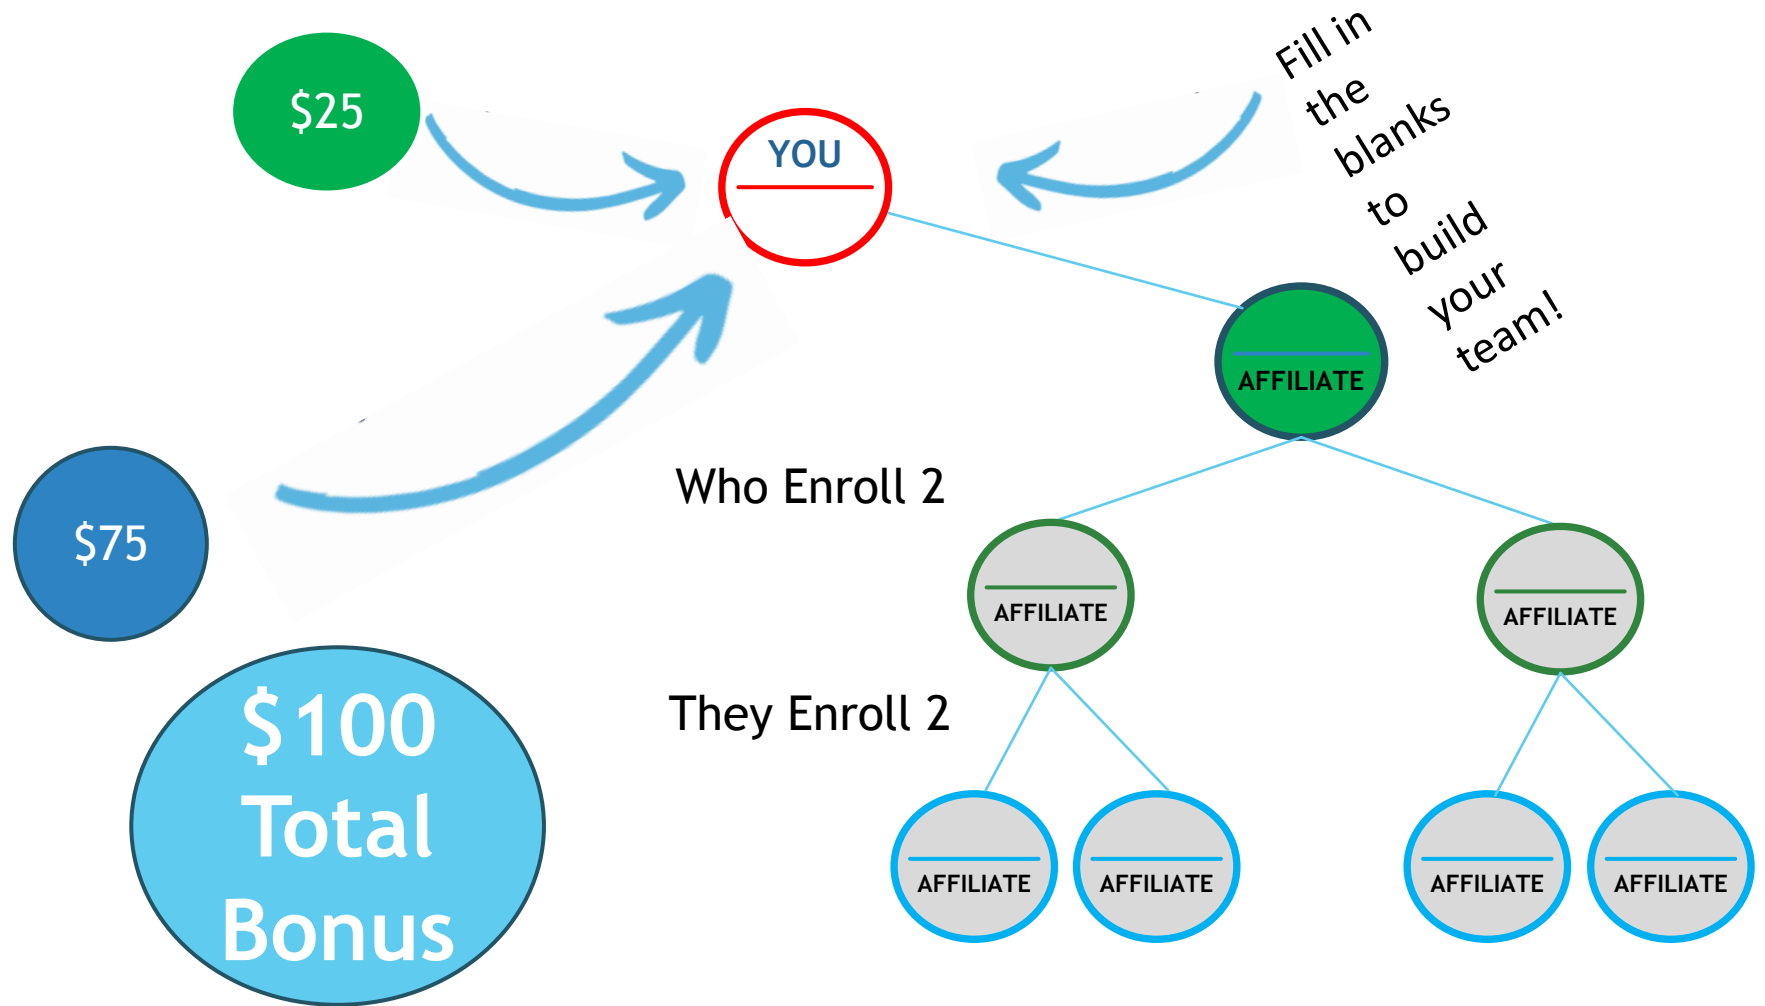 $25
YOU
Fill in
the
blanks
to
build
your
team!
AFFILIATE
Who Enroll 2
$75
AFFILIATE
AFFILIATE
They Enroll 2
$100
Total
Bonus
AFFILIATE
AFFILIATE
AFFILIATE
AFFILIATE